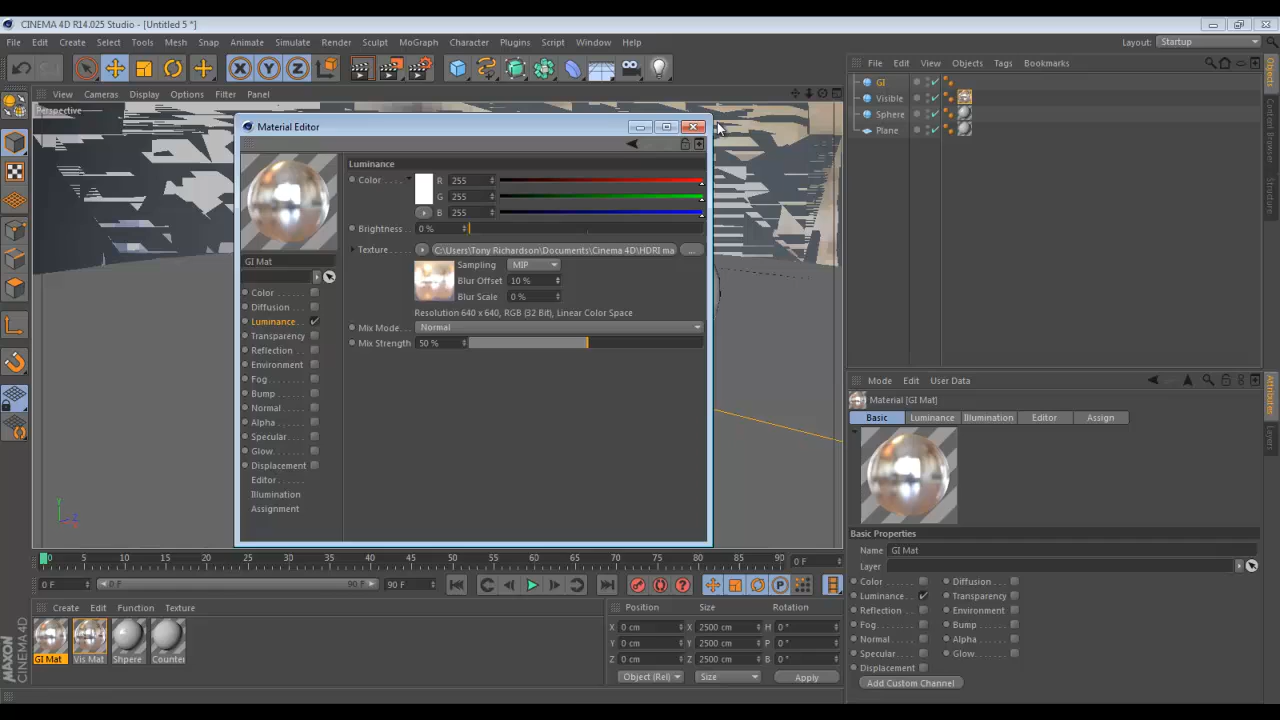 CINEMA 4D R14.025 Studio - [Untitled 5 *]
File Edit Create Select Tools Mesh Snap Animate Simulate Render Sculpt MoGraph Character Plugins Script Window Help
Layout: Startup
X Y Z
File Edit View Objects Tags Bookmarks
View Cameras Display Options Filter Panel
Perspective
GI
Visible
Sphere
Plane
Objects
Content Browser
Structure
Material Editor
Luminance
Color . . . . R 255
G 255
B 255
Brightness 0 %
Texture . . . . C:\Users\Tony Richardson\Documents\Cinema 4D\HDRI ma ...
Sampling MIP
Blur Offset 10 %
Blur Scale 0 %
Resolution 640 x 640, RGB (32 Bit), Linear Color Space
Mix Mode . . . Normal
Mix Strength 50 %
GI Mat
Color
Diffusion
Luminance
Transparency
Reflection
Environment
Fog
Bump
Normal
Alpha
Specular
Glow
Displacement
Editor
Illumination
Assignment
Y
Z
Mode Edit User Data
Material [GI Mat]
Basic Luminance Illumination Editor Assign
Attributes
Layers
Basic Properties
Name GI Mat
Layer
Color Diffusion
Luminance Transparency
Reflection Environment
Fog Bump
Normal Alpha
Specular Glow
Displacement
Add Custom Channel
0 5 10 15 20 25 30 35 40 45 50 55 60 65 70 75 80 85 90 0 F
0 F 0 F 90 F 90 F
Create Edit Function Texture
GI Mat Vis Mat Shpere Counter
Position Size Rotation
X 0 cm X 2500 cm H 0 °
Y 0 cm Y 2500 cm P 0 °
Z 0 cm Z 2500 cm B 0 °
Object (Rel) Size Apply
MAXON
CINEMA 4D